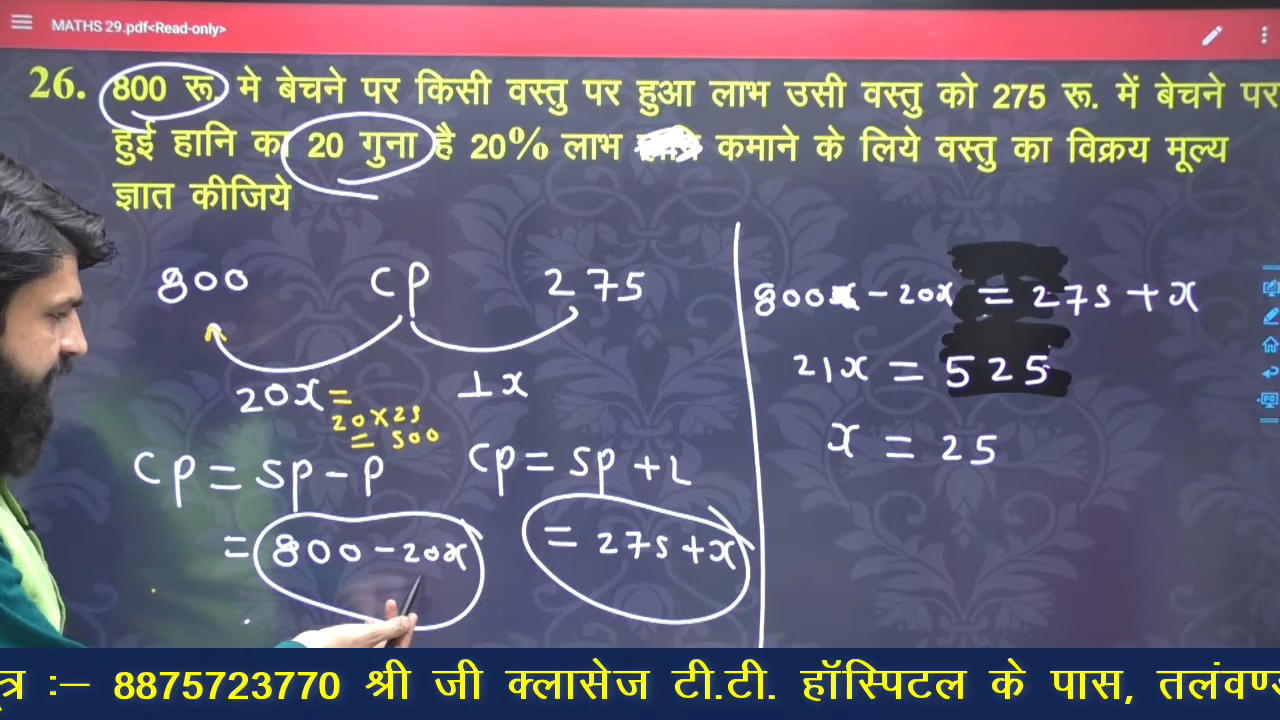 MATHS 29.pdf<Read-only>
26. 800 रू. मे बेचने पर किसी वस्तु पर हुआ लाभ उसी वस्तु को 275 रू. में बेचने पर
हुई हानि का 20 गुना है 20% लाभ कमाने के लिये वस्तु का विक्रय मूल्य
ज्ञात कीजिये
800 CP 275
20x = 1x
20×25
= 500
CP = SP - P
= 800 - 20x
CP = SP + L
= 275 + x
800 - 20x = 275 + x
21x = 525
x = 25
त्र :– 8875723770 श्री जी क्लासेज टी.टी. हॉस्पिटल के पास,